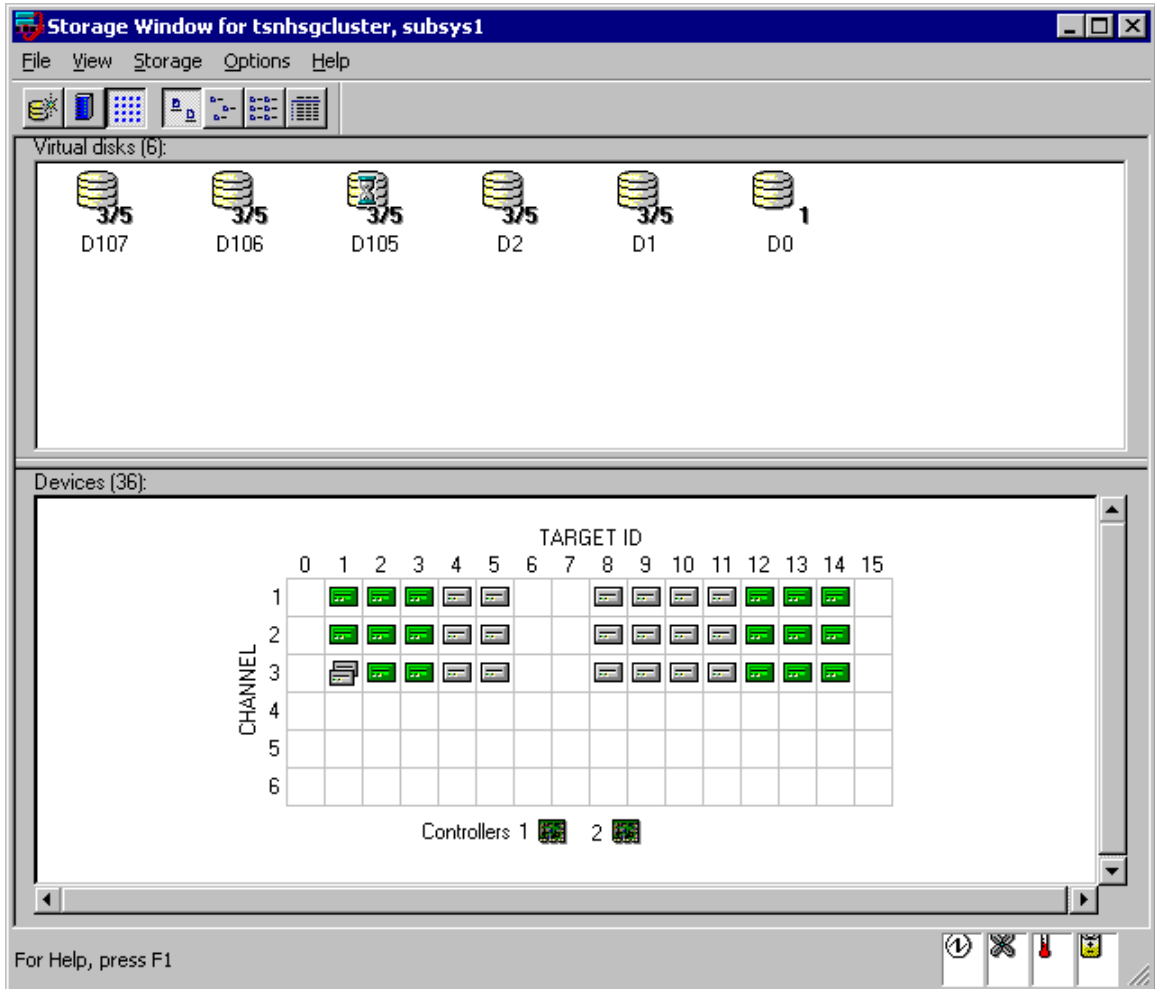 Storage Window for tsnhsgcluster, subsys1
File View Storage Options Help
Virtual disks (6):
3/5 3/5 3/5 3/5 3/5 1
D107 D106 D105 D2 D1 D0
Devices (36):
TARGET ID
0 1 2 3 4 5 6 7 8 9 10 11 12 13 14 15
CHANNEL
1
2
3
4
5
6
Controllers 1 2
For Help, press F1